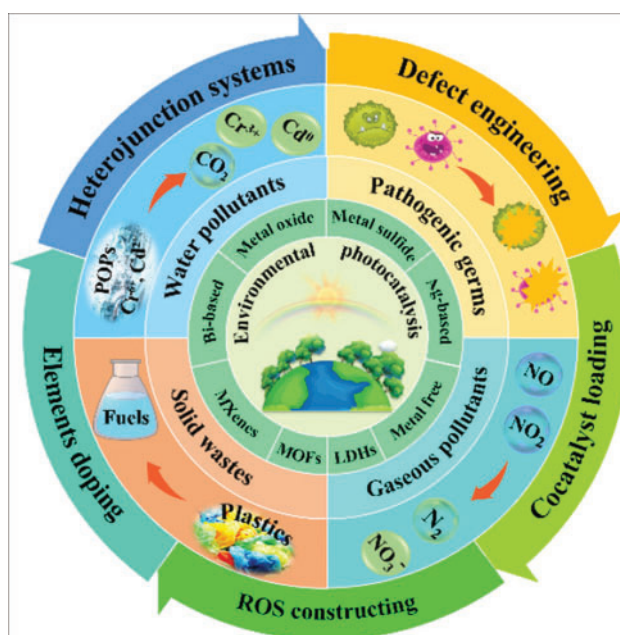 Heterojunction systems
Defect engineering
Cocatalyst loading
ROS constructing
Elements doping
Water pollutants
POPs
Cr⁶⁺, Cd
CO₂
Cr³⁺
Cd⁰
Pathogenic germs
Gaseous pollutants
NO
NO₂
N₂
NO₃⁻
Solid wastes
Plastics
Fuels
Metal oxide
Metal sulfide
Ag-based
Metal free
LDHs
MOFs
MXenes
Bi-based
Environmental
photocatalysis